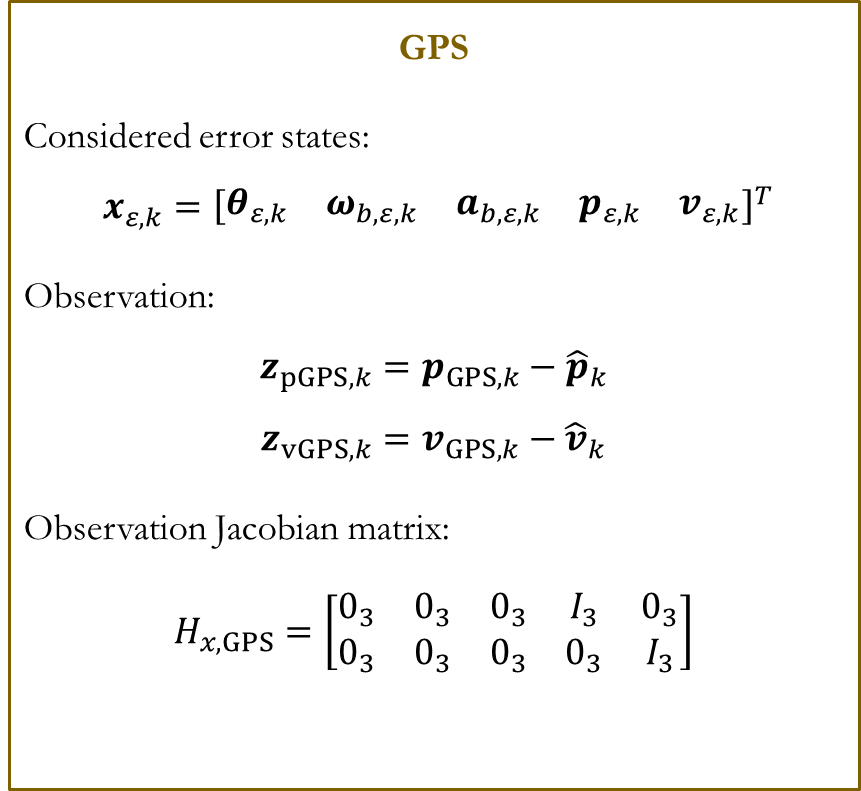 GPS
Considered error states:
𝒙_{ε,k} = [𝜽_{ε,k} 𝝎_{b,ε,k} 𝒂_{b,ε,k} 𝒑_{ε,k} 𝒗_{ε,k}]^T
Observation:
𝒛_{pGPS,k} = 𝒑_{GPS,k} − 𝒑̂_k
𝒛_{vGPS,k} = 𝒗_{GPS,k} − 𝒗̂_k
Observation Jacobian matrix:
H_{x,GPS} = [0_3 0_3 0_3 I_3 0_3
0_3 0_3 0_3 0_3 I_3]